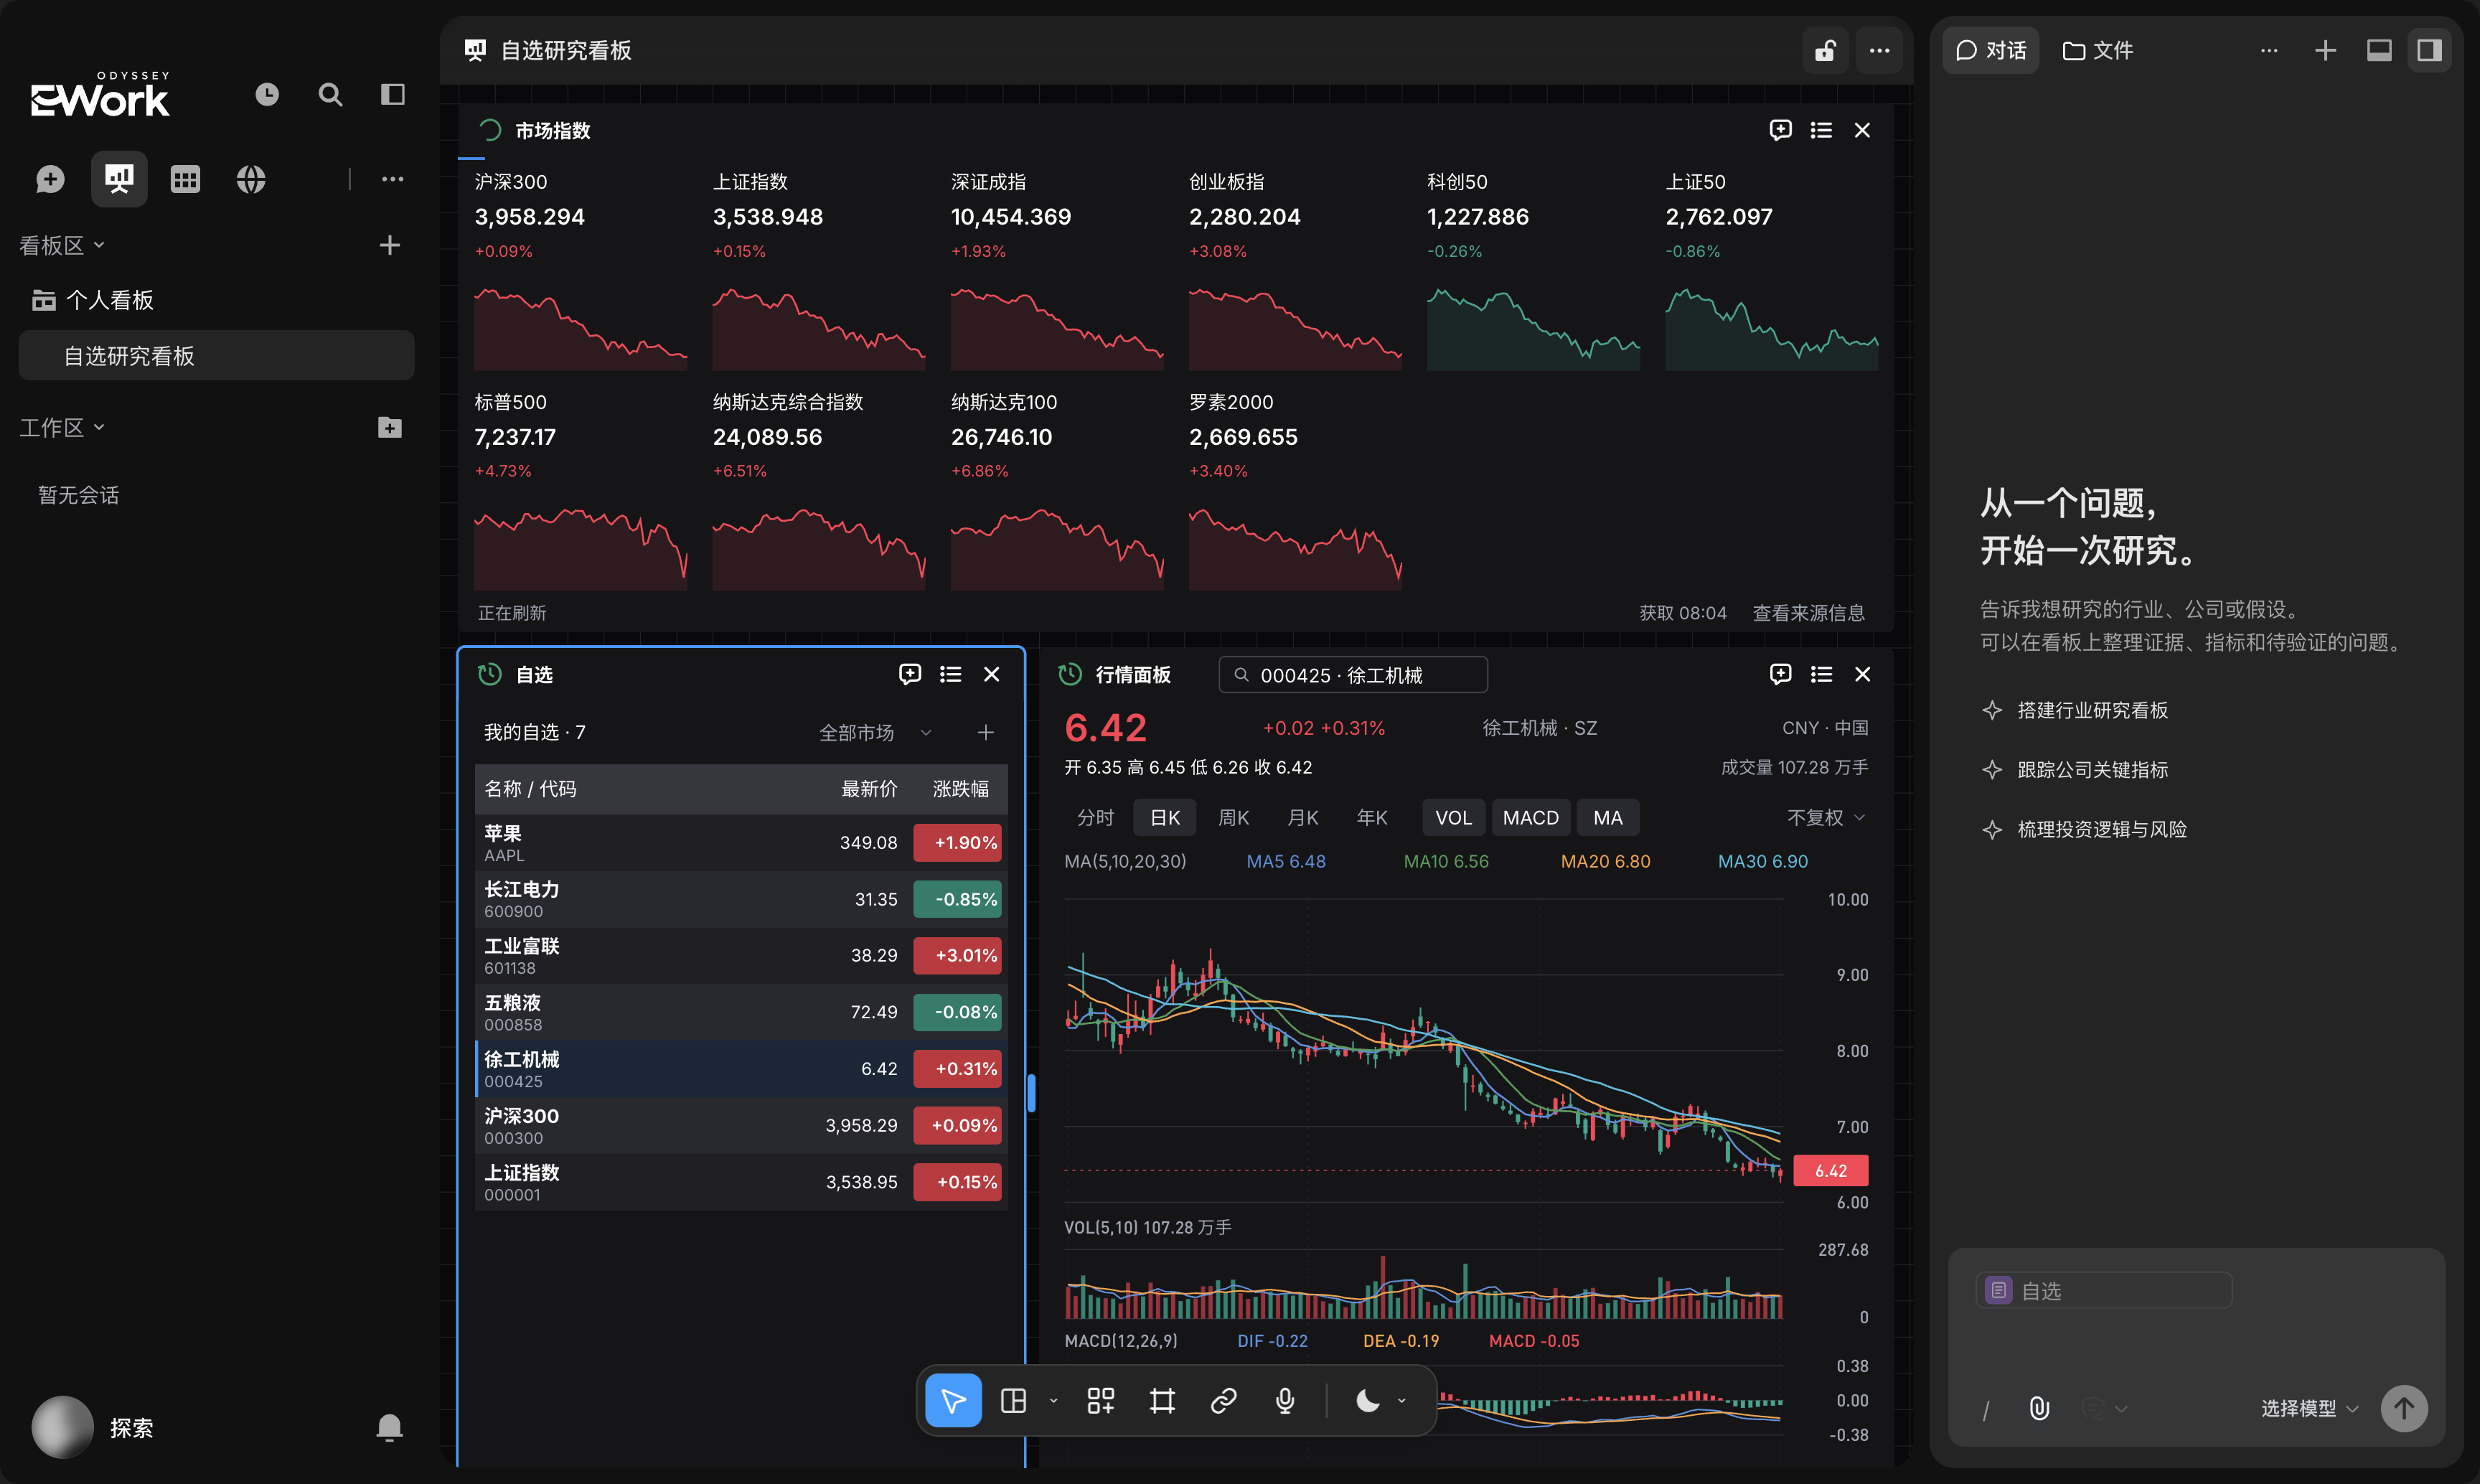 ODYSSEY
EWork
看板区
个人看板
自选研究看板
工作区
暂无会话
探索
自选研究看板
市场指数
沪深300 上证指数 深证成指 创业板指 科创50 上证50
3,958.294 3,538.948 10,454.369 2,280.204 1,227.886 2,762.097
+0.09% +0.15% +1.93% +3.08% -0.26% -0.86%
标普500 纳斯达克综合指数 纳斯达克100 罗素2000
7,237.17 24,089.56 26,746.10 2,669.655
+4.73% +6.51% +6.86% +3.40%
正在刷新 获取 08:04 查看来源信息
自选
我的自选 · 7 全部市场
名称 / 代码 最新价 涨跌幅
苹果
AAPL 349.08 +1.90%
长江电力
600900 31.35 -0.85%
工业富联
601138 38.29 +3.01%
五粮液
000858 72.49 -0.08%
徐工机械
000425 6.42 +0.31%
沪深300
000300 3,958.29 +0.09%
上证指数
000001 3,538.95 +0.15%
行情面板 000425 · 徐工机械
6.42 +0.02 +0.31% 徐工机械 · SZ CNY · 中国
开 6.35 高 6.45 低 6.26 收 6.42 成交量 107.28 万手
分时 日K 周K 月K 年K VOL MACD MA 不复权
MA(5,10,20,30) MA5 6.48 MA10 6.56 MA20 6.80 MA30 6.90
10.00
9.00
8.00
7.00
6.42
6.00
VOL(5,10) 107.28 万手
287.68
0
MACD(12,26,9) DIF -0.22 DEA -0.19 MACD -0.05
0.38
0.00
-0.38
对话 文件
从一个问题，
开始一次研究。
告诉我想研究的行业、公司或假设。
可以在看板上整理证据、指标和待验证的问题。
搭建行业研究看板
跟踪公司关键指标
梳理投资逻辑与风险
自选
/ 选择模型